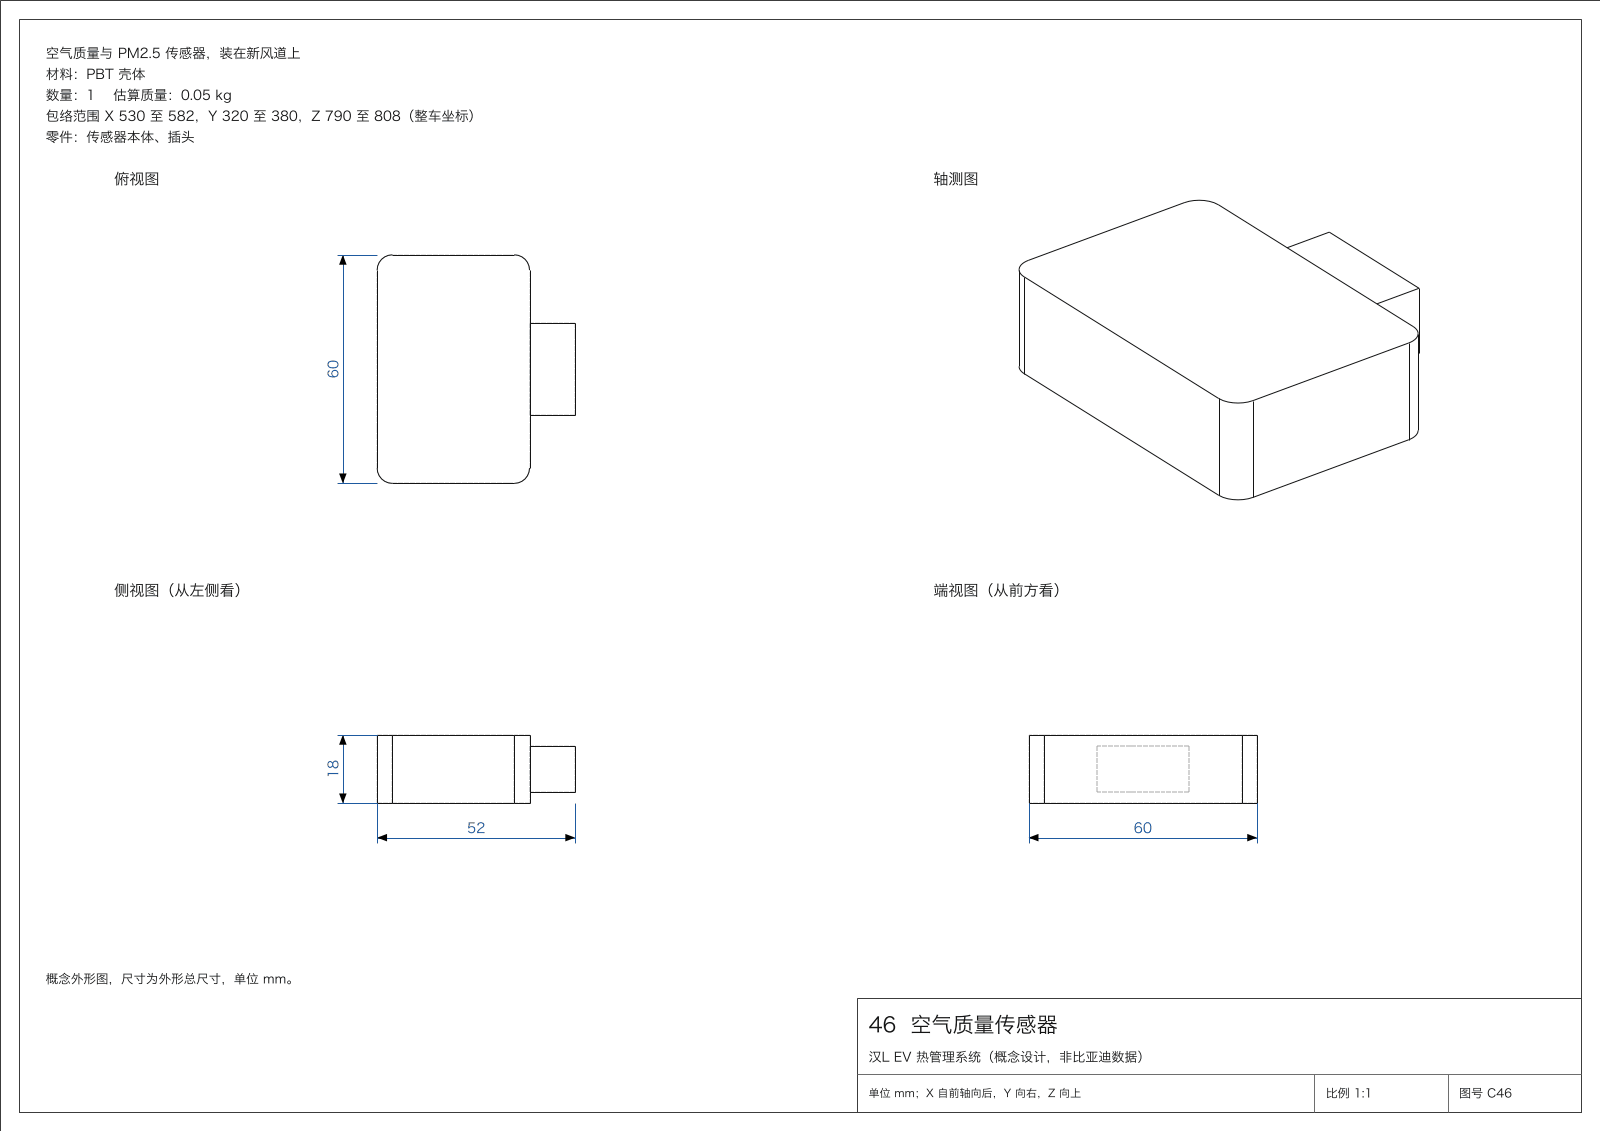 空气质量与 PM2.5 传感器，装在新风道上
材料：PBT 壳体
数量：1 估算质量：0.05 kg
包络范围 X 530 至 582，Y 320 至 380，Z 790 至 808（整车坐标）
零件：传感器本体、插头
俯视图
轴测图
60
侧视图（从左侧看）
端视图（从前方看）
18
52
60
概念外形图，尺寸为外形总尺寸，单位 mm。
46 空气质量传感器
汉L EV 热管理系统（概念设计，非比亚迪数据）
单位 mm；X 自前轴向后，Y 向右，Z 向上
比例 1:1
图号 C46